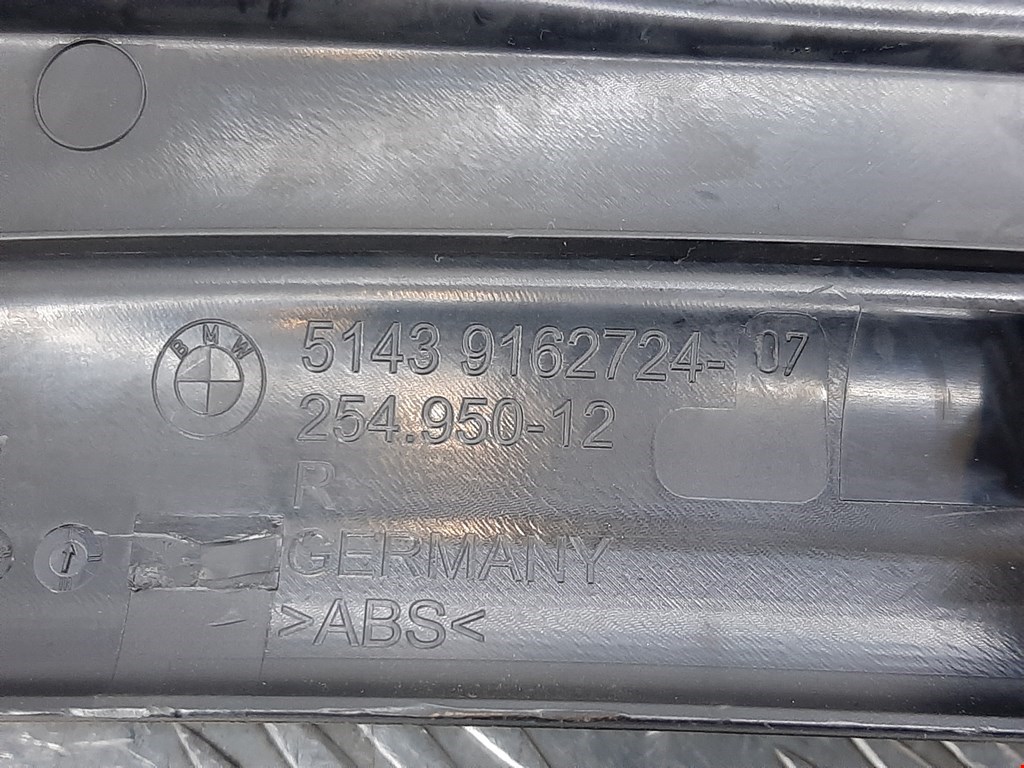 BMW
5143 9162724-07
254.950-12
R
GERMANY
>ABS<